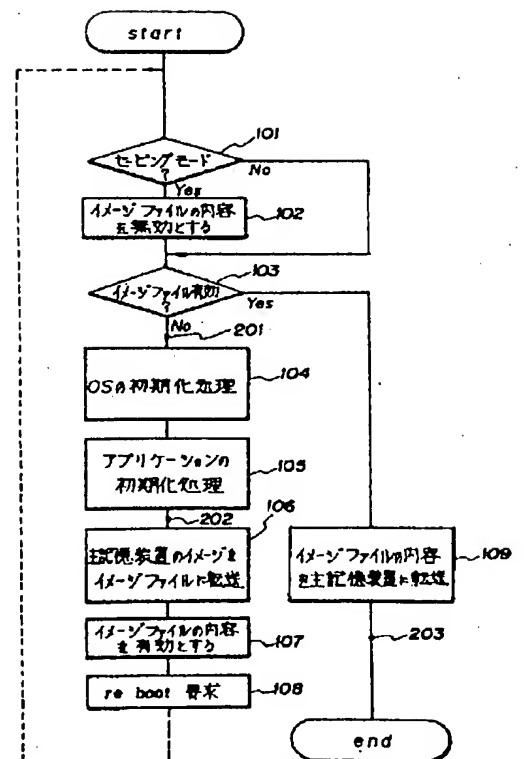 start
101
セービングモード
?
No
Yes
イメージファイルの内容
を無効とする
102
103
イメージファイル有効
?
Yes
No
201
OSの初期化処理
104
アプリケーションの
初期化処理
105
202
106
主記憶装置のイメージを
イメージファイルに転送
イメージファイルの内容
を主記憶装置に転送
109
イメージファイルの内容
を有効とする
107
203
re boot 要求
108
end